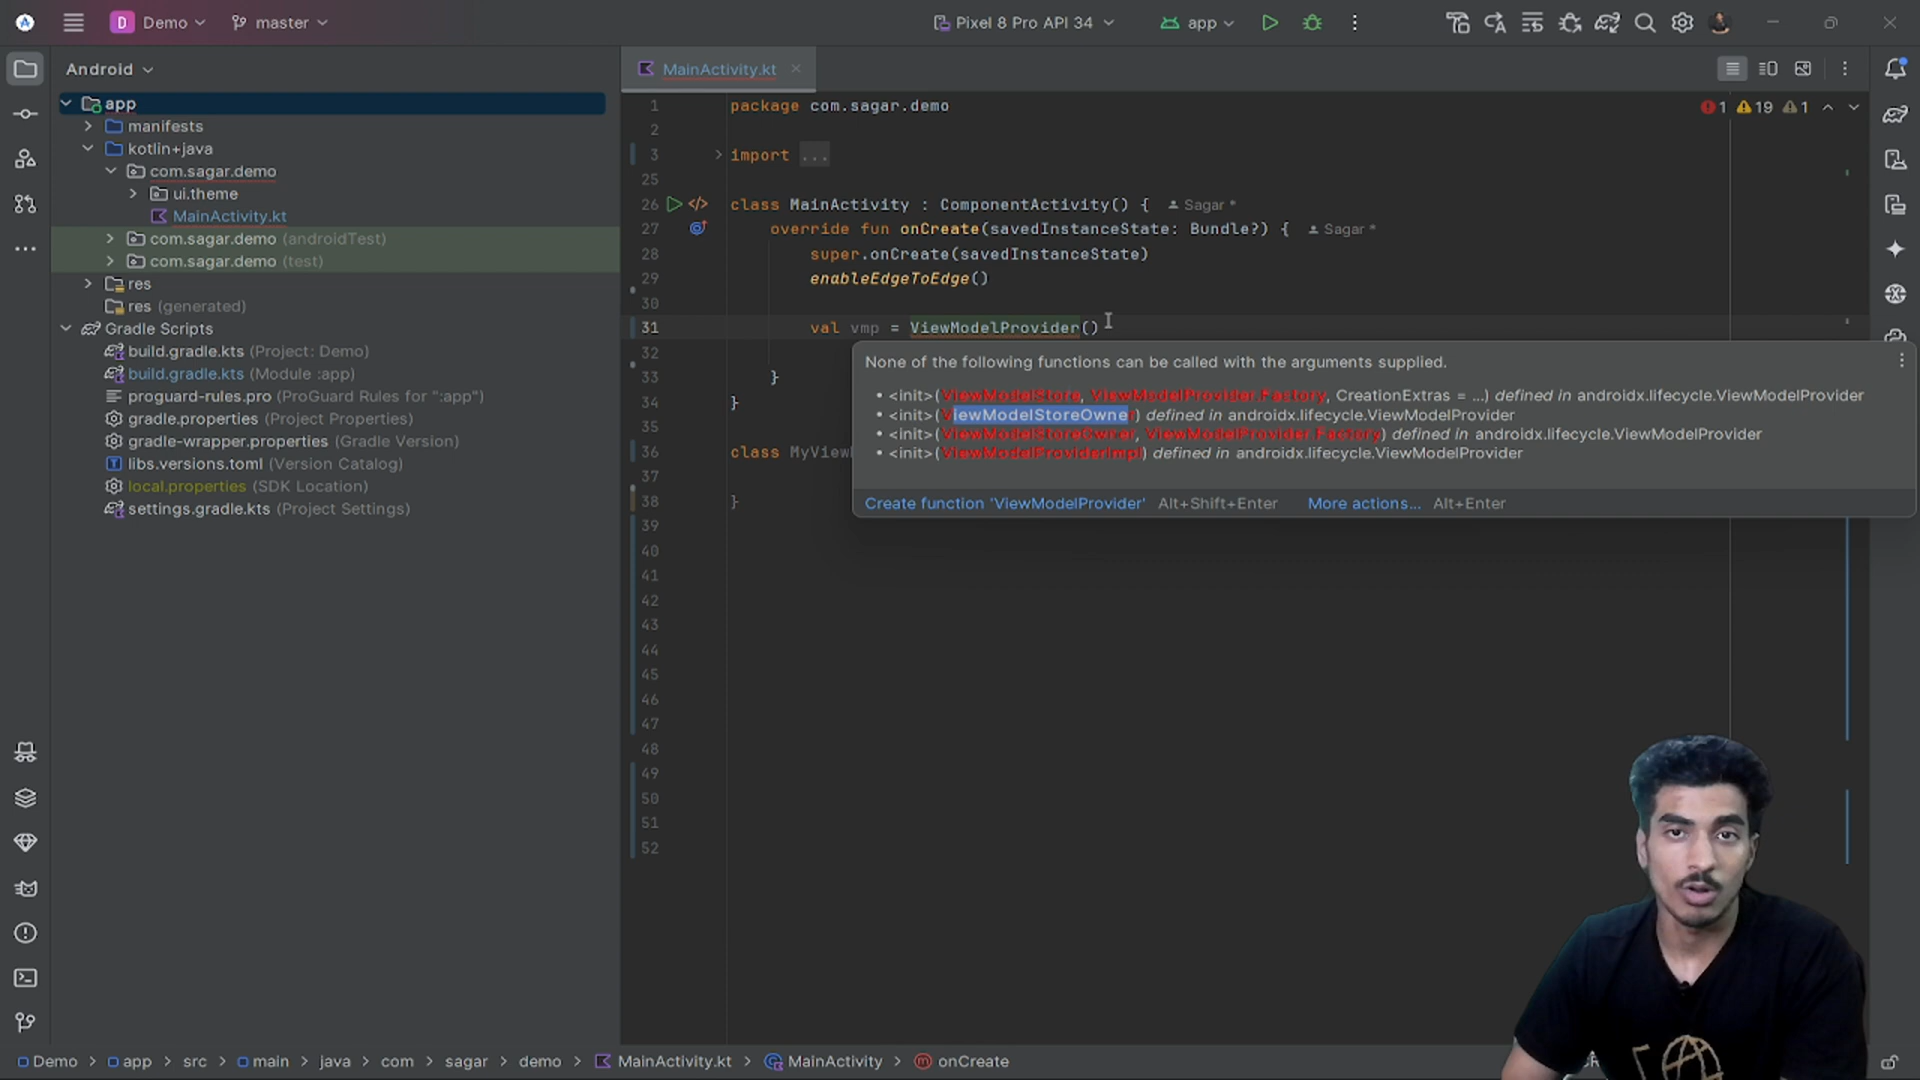 D Demo master Pixel 8 Pro API 34 app
Android
MainActivity.kt
app
manifests
kotlin+java
com.sagar.demo
ui.theme
MainActivity.kt
com.sagar.demo (androidTest)
com.sagar.demo (test)
res
res (generated)
Gradle Scripts
build.gradle.kts (Project: Demo)
build.gradle.kts (Module :app)
proguard-rules.pro (ProGuard Rules for ":app")
gradle.properties (Project Properties)
gradle-wrapper.properties (Gradle Version)
libs.versions.toml (Version Catalog)
local.properties (SDK Location)
settings.gradle.kts (Project Settings)
1 package com.sagar.demo 1 19 1
2
3 import ...
25
26 class MainActivity : ComponentActivity() { Sagar *
27 override fun onCreate(savedInstanceState: Bundle?) { Sagar *
28 super.onCreate(savedInstanceState)
29 enableEdgeToEdge()
30
31 val vmp = ViewModelProvider()
32
33 }
34 }
35
36 class MyView
37
38 }
39
40
41
42
43
44
45
46
47
48
49
50
51
52
None of the following functions can be called with the arguments supplied.
• <init>(ViewModelStore, ViewModelProvider.Factory, CreationExtras = ...) defined in androidx.lifecycle.ViewModelProvider
• <init>(ViewModelStoreOwner) defined in androidx.lifecycle.ViewModelProvider
• <init>(ViewModelStoreOwner, ViewModelProvider.Factory) defined in androidx.lifecycle.ViewModelProvider
• <init>(ViewModelProviderImpl) defined in androidx.lifecycle.ViewModelProvider
Create function 'ViewModelProvider' Alt+Shift+Enter More actions... Alt+Enter
Demo > app > src > main > java > com > sagar > demo > MainActivity.kt > MainActivity > onCreate